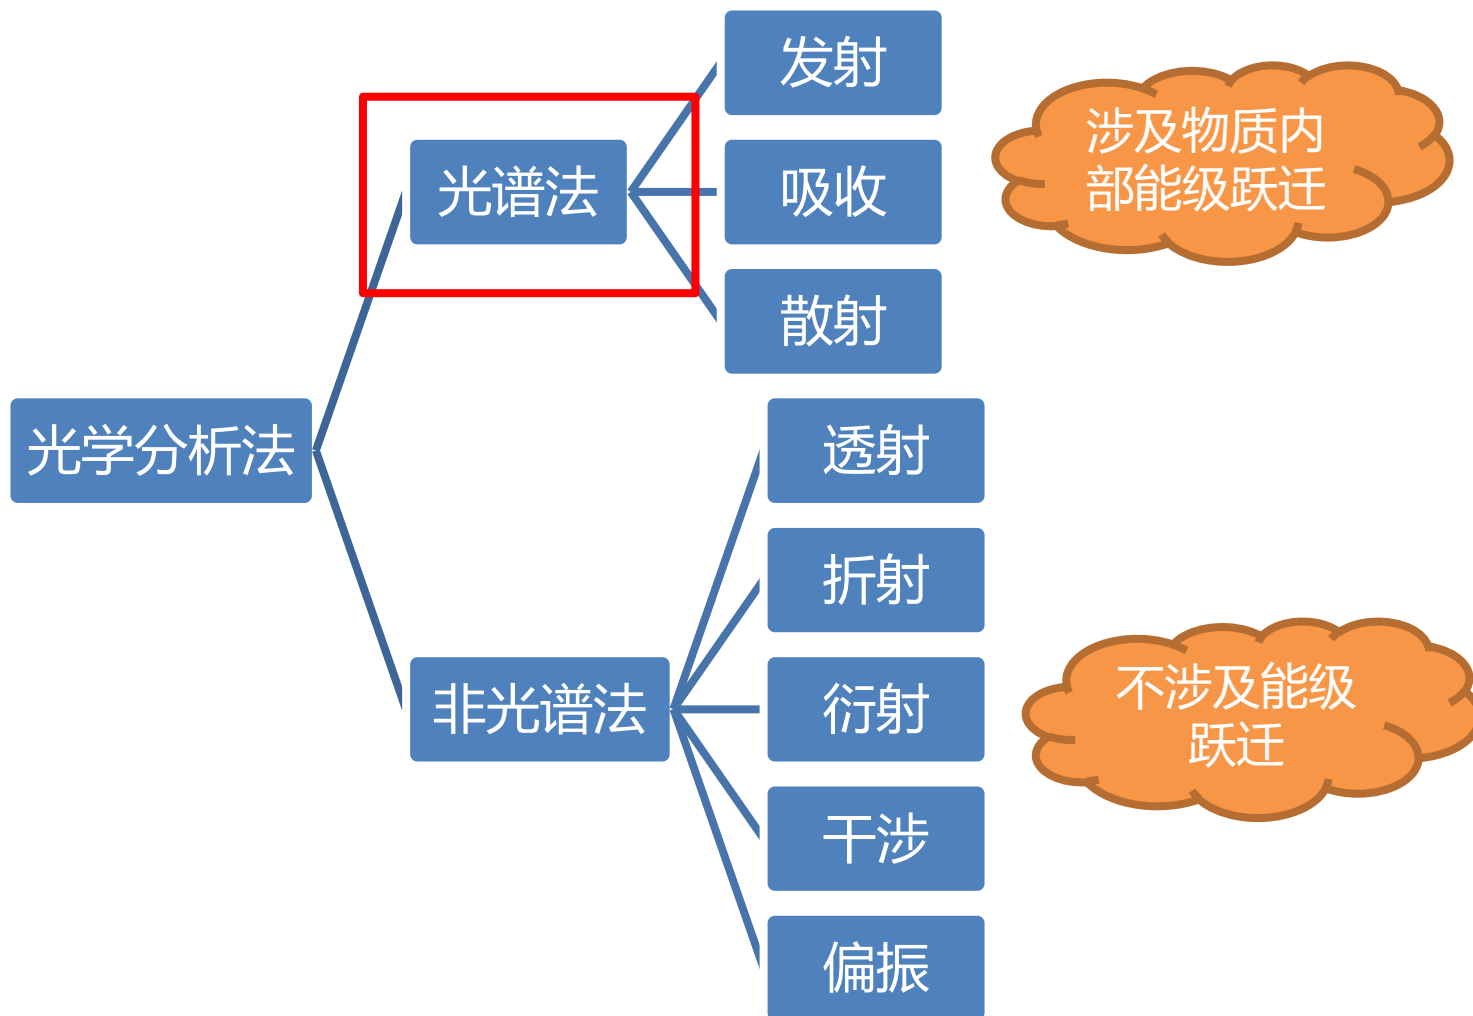 发射
涉及物质内
部能级跃迁
光谱法
吸收
散射
光学分析法
透射
折射
不涉及能级
跃迁
非光谱法
衍射
干涉
偏振